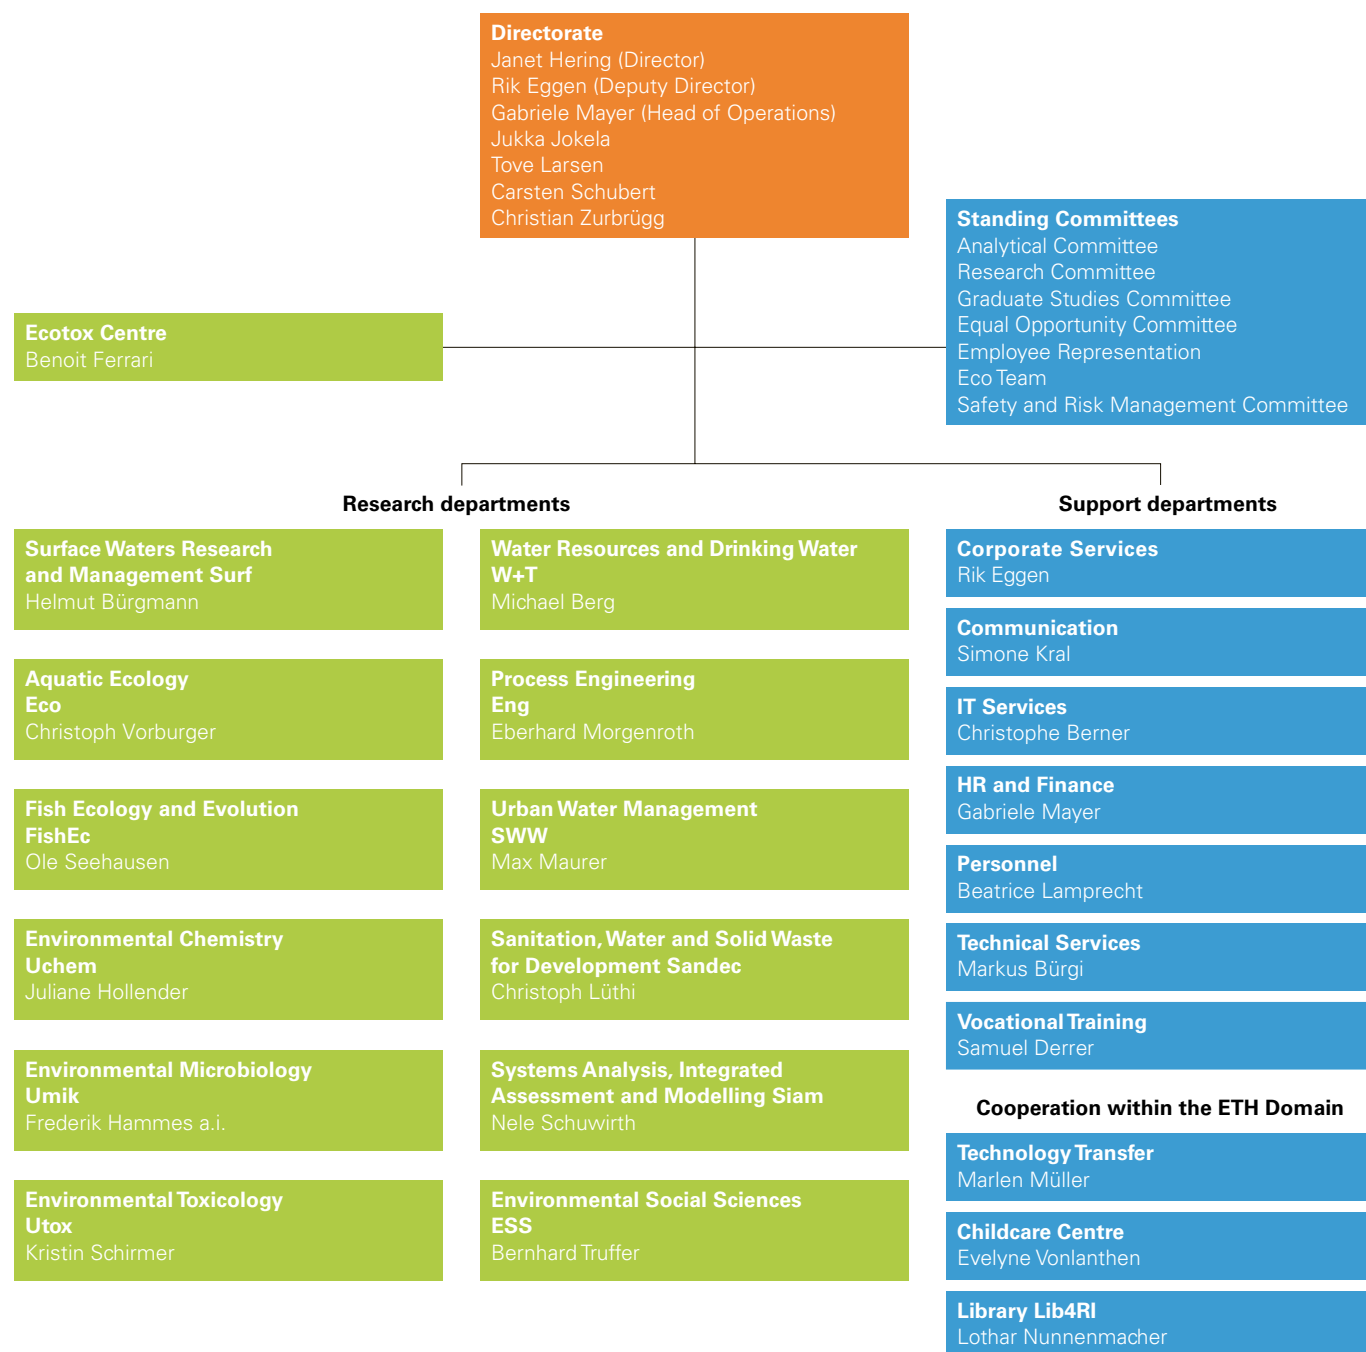 Directorate
Janet Hering (Director)
Rik Eggen (Deputy Director)
Gabriele Mayer (Head of Operations)
Jukka Jokela
Tove Larsen
Carsten Schubert
Christian Zurbrügg
Standing Committees
Analytical Committee
Research Committee
Graduate Studies Committee
Equal Opportunity Committee
Employee Representation
Eco Team
Safety and Risk Management Committee
Ecotox Centre
Benoit Ferrari
Research departments
Surface Waters Research
and Management Surf
Helmut Bürgmann
Aquatic Ecology
Eco
Christoph Vorburger
Fish Ecology and Evolution
FishEc
Ole Seehausen
Environmental Chemistry
Uchem
Juliane Hollender
Environmental Microbiology
Umik
Frederik Hammes a.i.
Environmental Toxicology
Utox
Kristin Schirmer
Water Resources and Drinking Water
W+T
Michael Berg
Process Engineering
Eng
Eberhard Morgenroth
Urban Water Management
SWW
Max Maurer
Sanitation, Water and Solid Waste
for Development Sandec
Christoph Lüthi
Systems Analysis, Integrated
Assessment and Modelling Siam
Nele Schuwirth
Environmental Social Sciences
ESS
Bernhard Truffer
Support departments
Corporate Services
Rik Eggen
Communication
Simone Kral
IT Services
Christophe Berner
HR and Finance
Gabriele Mayer
Personnel
Beatrice Lamprecht
Technical Services
Markus Bürgi
Vocational Training
Samuel Derrer
Cooperation within the ETH Domain
Technology Transfer
Marlen Müller
Childcare Centre
Evelyne Vonlanthen
Library Lib4RI
Lothar Nunnenmacher